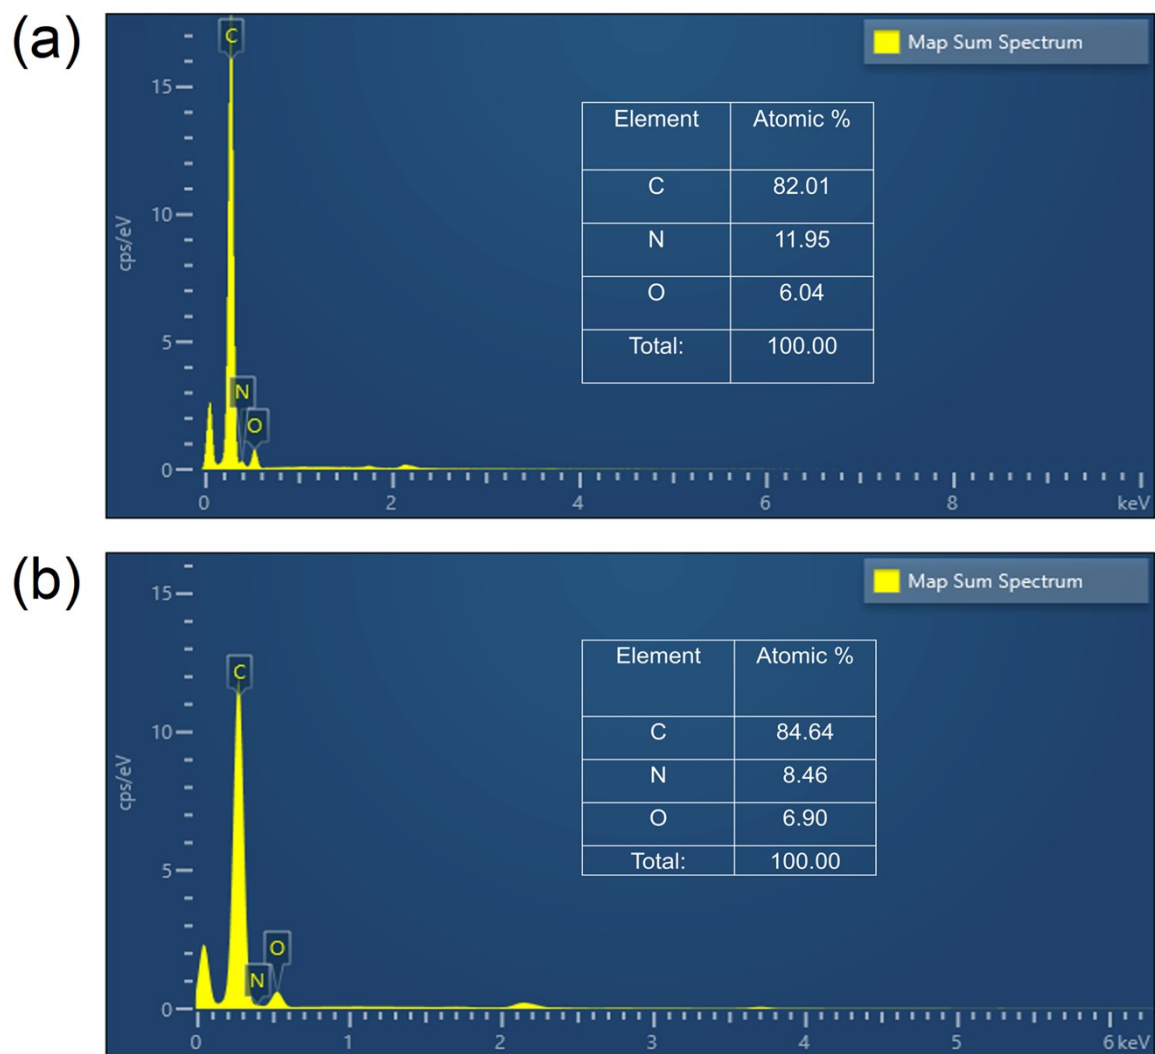 (a)
Map Sum Spectrum
C
15
Element Atomic %
C 82.01
10
cps/eV
N 11.95
O 6.04
5
Total: 100.00
N
O
0
0 2 4 6 8 keV
(b)
Map Sum Spectrum
15
Element Atomic %
C
C 84.64
10
cps/eV
N 8.46
O 6.90
5
Total: 100.00
O
N
0
0 1 2 3 4 5 6 keV